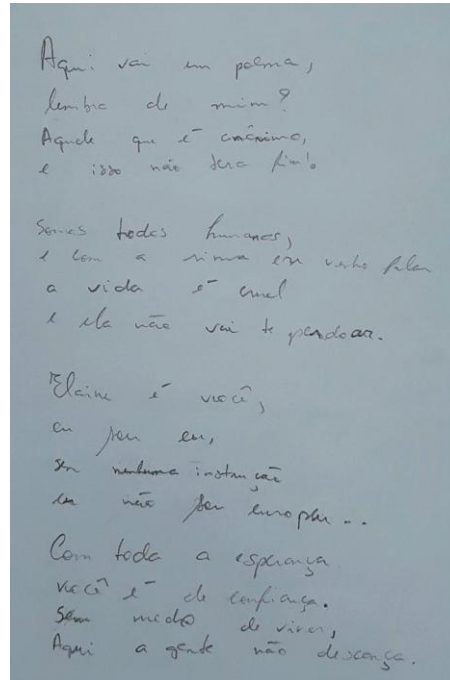 Aqui vai um poema,
lembra de mim?
Aquele que é anônimo,
e isso não terá fim!
Somos todos humanos,
e com a rima eu venho falar
a vida é cruel
e ela não vai te perdoar.
Elaine é você,
eu sou eu,
sem nenhuma instrução
eu não sou europeu...
Com toda a esperança
você é de confiança.
Sem medo de viver,
Aqui a gente não descança.